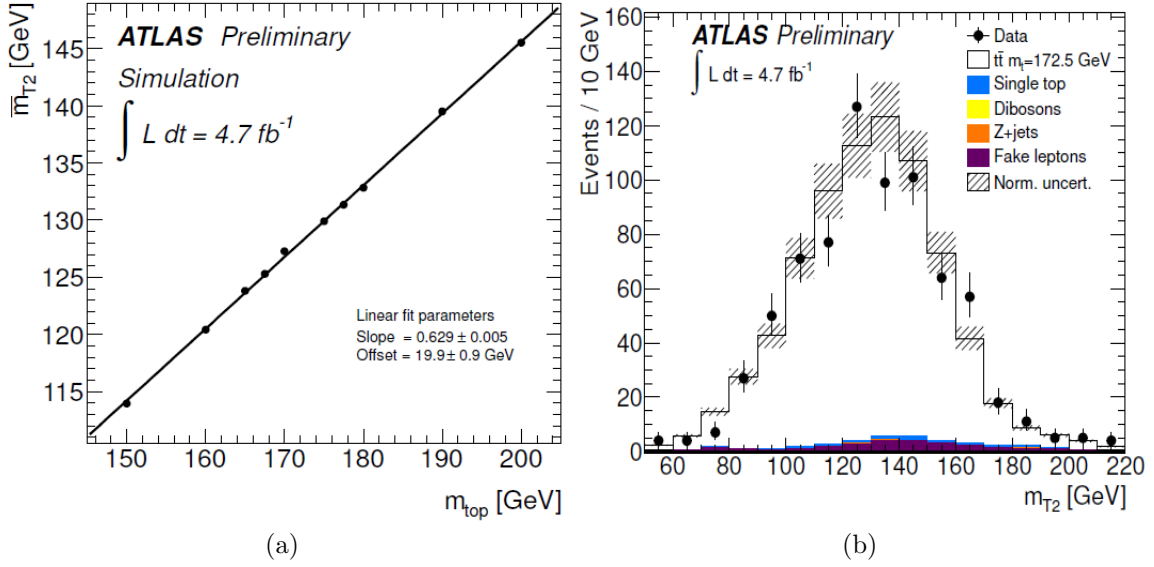 ATLAS Preliminary
Simulation
∫ L dt = 4.7 fb⁻¹
Linear fit parameters
Slope = 0.629 ± 0.005
Offset = 19.9 ± 0.9 GeV
m̅_T2 [GeV]
145
140
135
130
125
120
115
150 160 170 180 190 200
m_top [GeV]
(a)
ATLAS Preliminary
∫ L dt = 4.7 fb⁻¹
Data
tt̅ m_t=172.5 GeV
Single top
Dibosons
Z+jets
Fake leptons
Norm. uncert.
Events / 10 GeV
160
140
120
100
80
60
40
20
0
60 80 100 120 140 160 180 200 220
m_T2 [GeV]
(b)